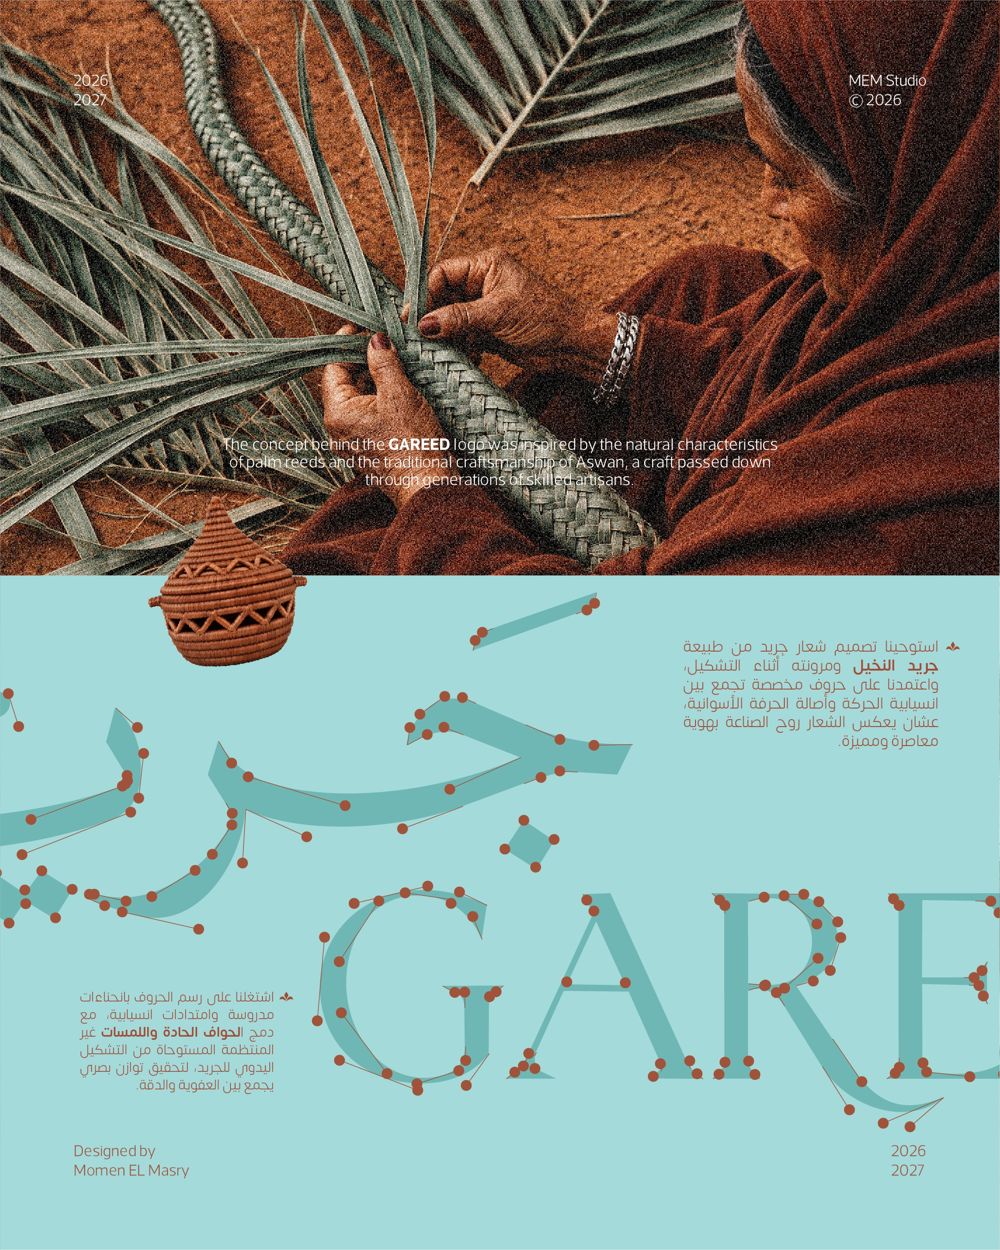 2026
2027
MEM Studio
© 2026
The concept behind the GAREED logo was inspired by the natural characteristics
of palm reeds and the traditional craftsmanship of Aswan, a craft passed down
through generations of skilled artisans.
استوحينا تصميم شعار جريد من طبيعة
جريد النخيل ومرونته أثناء التشكيل،
واعتمدنا على حروف مخصصة تجمع بين
انسيابية الحركة وأصالة الحرفة الأسوانية،
عشان يعكس الشعار روح الصناعة بهوية
معاصرة ومميزة.
جَريـ
GARE
اشتغلنا على رسم الحروف بانحناءات
مدروسة وامتدادات انسيابية، مع
دمج الحواف الحادة واللمسات غير
المنتظمة المستوحاة من التشكيل
اليدوي للجريد، لتحقيق توازن بصري
يجمع بين العفوية والدقة.
Designed by
Momen EL Masry
2026
2027